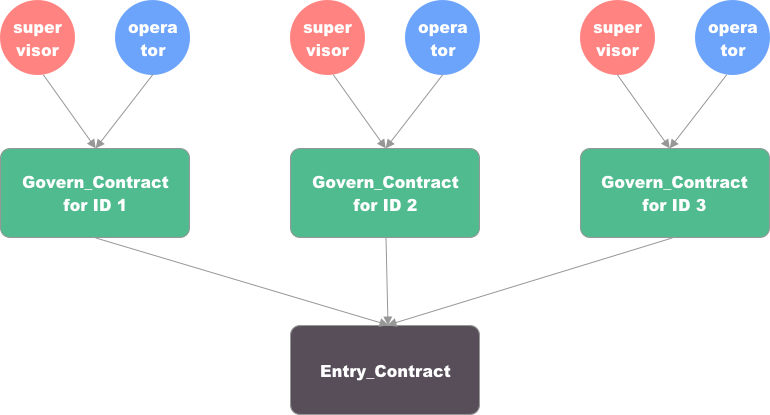 super
visor
opera
tor
super
visor
opera
tor
super
visor
opera
tor
Govern_Contract
for ID 1
Govern_Contract
for ID 2
Govern_Contract
for ID 3
Entry_Contract